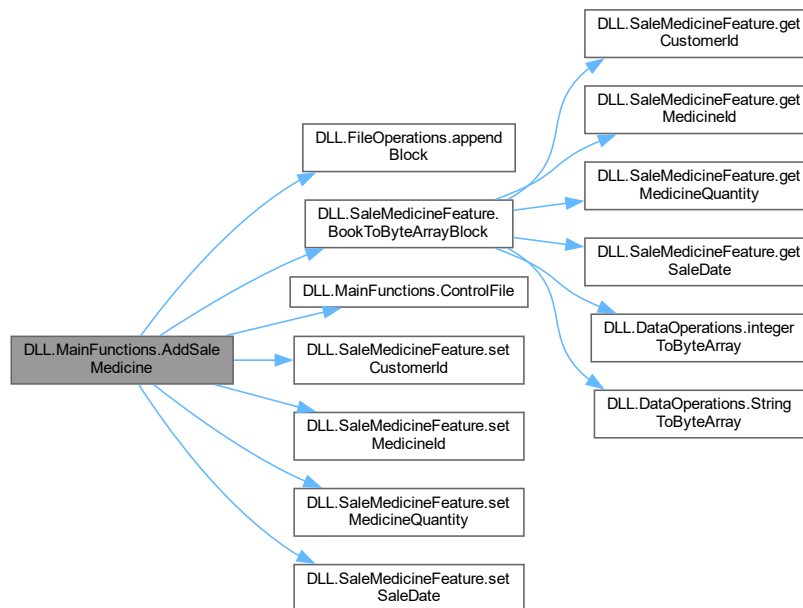 DLL.MainFunctions.AddSale
Medicine
DLL.FileOperations.append
Block
DLL.SaleMedicineFeature.
BookToByteArrayBlock
DLL.MainFunctions.ControlFile
DLL.SaleMedicineFeature.set
CustomerId
DLL.SaleMedicineFeature.set
MedicineId
DLL.SaleMedicineFeature.set
MedicineQuantity
DLL.SaleMedicineFeature.set
SaleDate
DLL.SaleMedicineFeature.get
CustomerId
DLL.SaleMedicineFeature.get
MedicineId
DLL.SaleMedicineFeature.get
MedicineQuantity
DLL.SaleMedicineFeature.get
SaleDate
DLL.DataOperations.integer
ToByteArray
DLL.DataOperations.String
ToByteArray